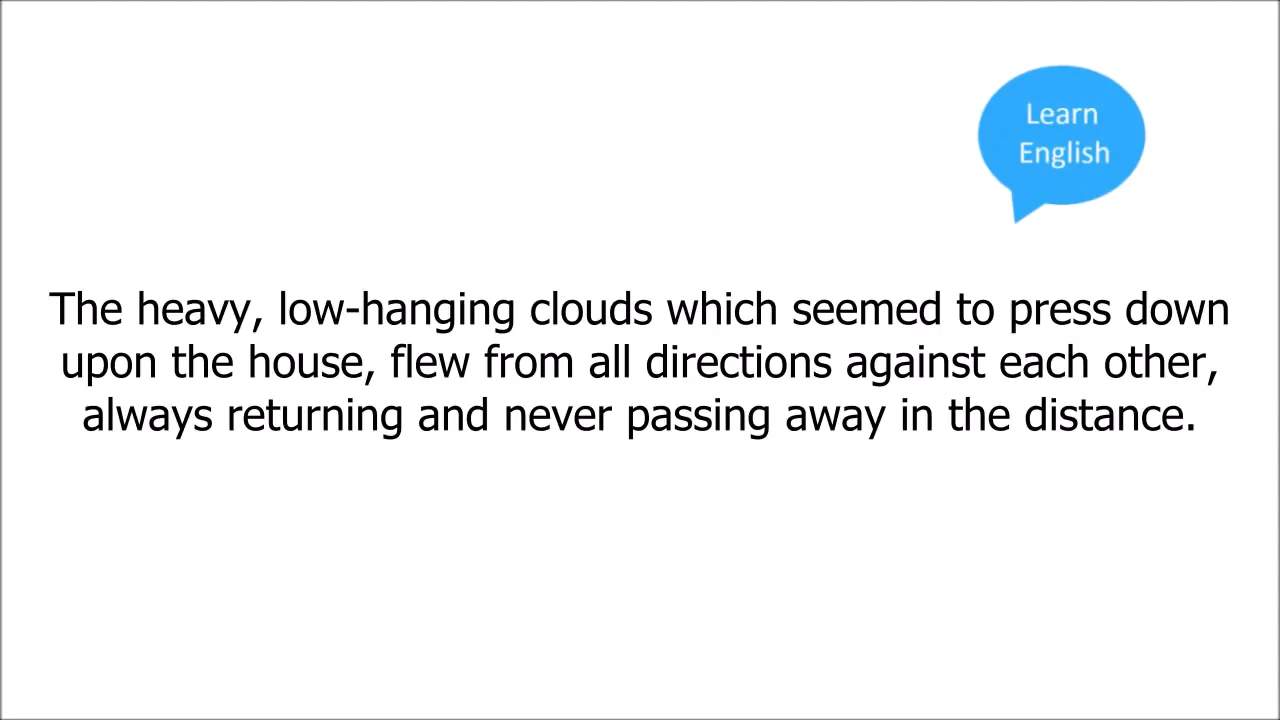 Learn
English
The heavy, low-hanging clouds which seemed to press down
upon the house, flew from all directions against each other,
always returning and never passing away in the distance.